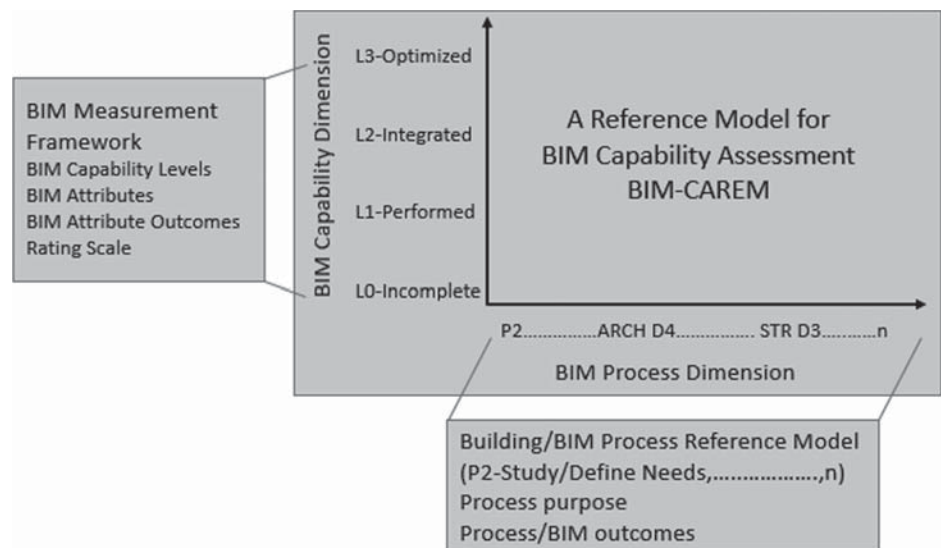 BIM Measurement
Framework
BIM Capability Levels
BIM Attributes
BIM Attribute Outcomes
Rating Scale
BIM Capability Dimension
L3-Optimized
L2-Integrated
L1-Performed
L0-Incomplete
A Reference Model for
BIM Capability Assessment
BIM-CAREM
P2..............ARCH D4............... STR D3..........n
BIM Process Dimension
Building/BIM Process Reference Model
(P2-Study/Define Needs,..................,n)
Process purpose
Process/BIM outcomes